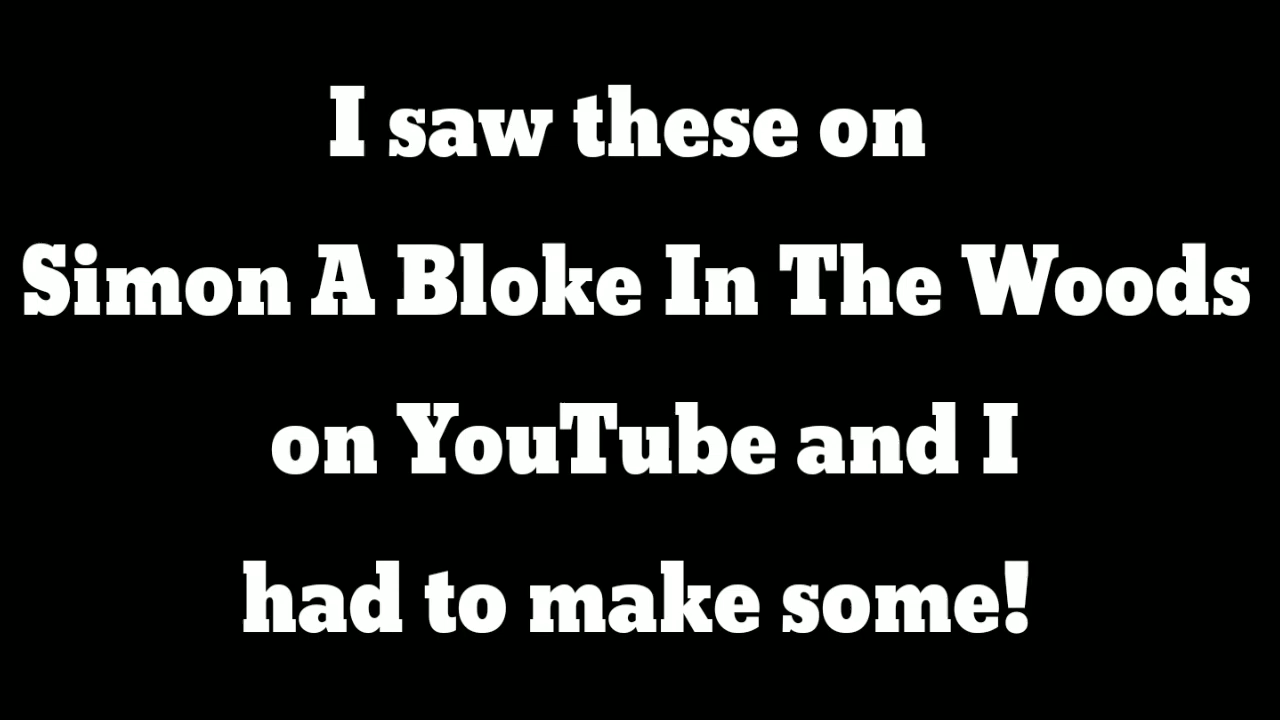 I saw these on
Simon A Bloke In The Woods
on YouTube and I
had to make some!